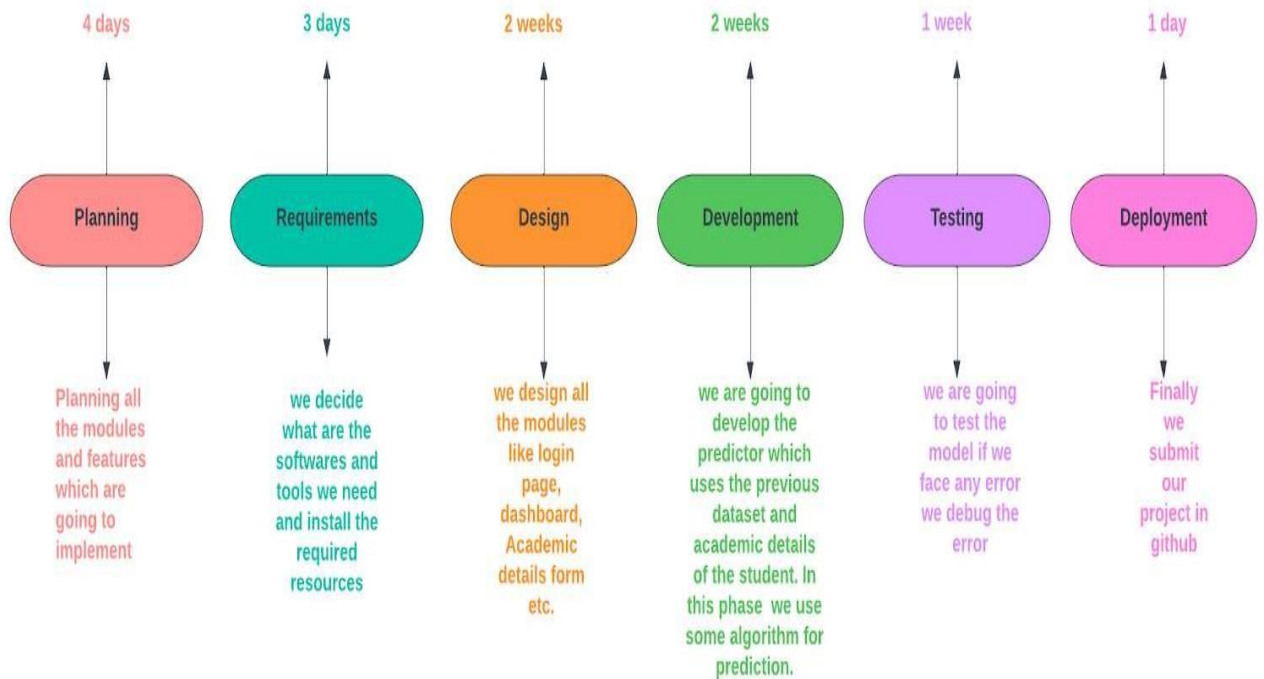 4 days
3 days
2 weeks
2 weeks
1 week
1 day
Planning
Requirements
Design
Development
Testing
Deployment
Planning all
the modules
and features
which are
going to
implement
we decide
what are the
softwares and
tools we need
and install the
required
resources
we design all
the modules
like login
page,
dashboard,
Academic
details form
etc.
we are going to
develop the
predictor which
uses the previous
dataset and
academic details
of the student. In
this phase we use
some algorithm for
prediction.
we are going
to test the
model if we
face any error
we debug the
error
Finally
we
submit
our
project in
github